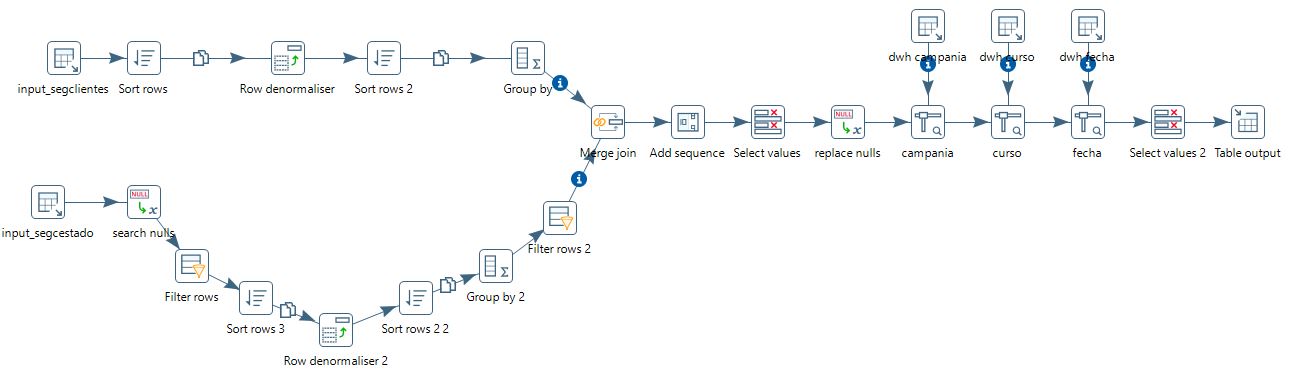 dwh campania
dwh curso
dwh fecha
input_segclientes
Sort rows
Row denormaliser
Sort rows 2
Group by
Merge join
Add sequence
Select values
NULL
replace nulls
campania
curso
fecha
Select values 2
Table output
input_segcestado
NULL
search nulls
Filter rows
Sort rows 3
Row denormaliser 2
Sort rows 2 2
Group by 2
Filter rows 2